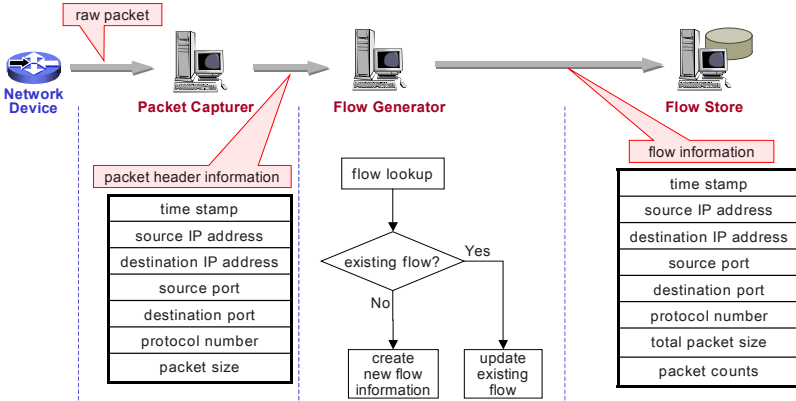 raw packet
Network
Device
Packet Capturer
Flow Generator
Flow Store
packet header information
flow information
time stamp
source IP address
destination IP address
source port
destination port
protocol number
packet size
flow lookup
existing flow?
Yes
No
create
new flow
information
update
existing
flow
time stamp
source IP address
destination IP address
source port
destination port
protocol number
total packet size
packet counts